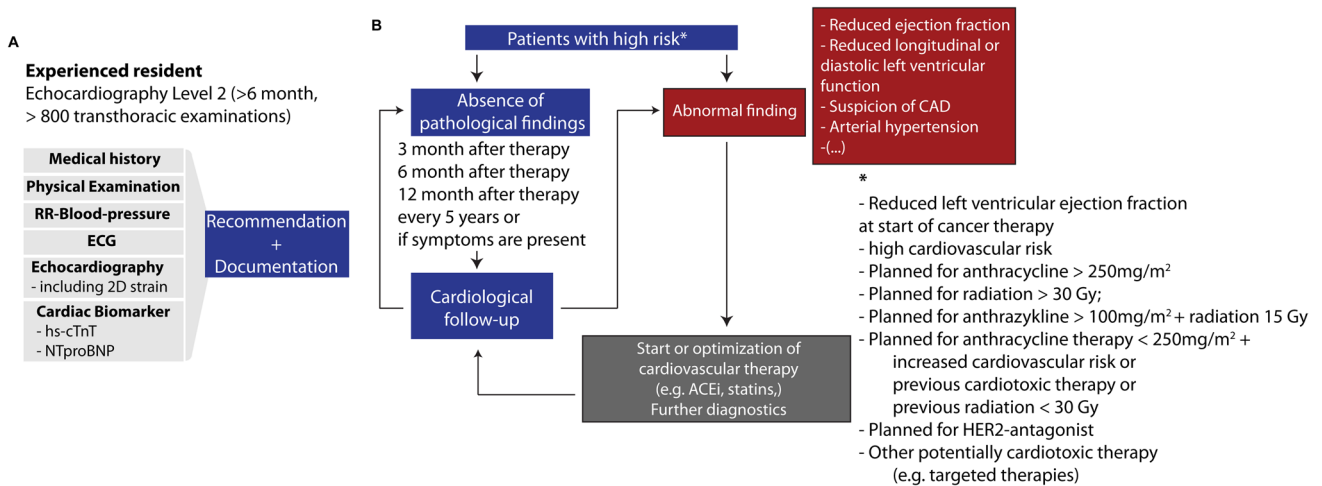 A
Experienced resident
Echocardiography Level 2 (>6 month,
> 800 transthoracic examinations)
Medical history
Physical Examination
RR-Blood-pressure
ECG
Echocardiography
- including 2D strain
Cardiac Biomarker
- hs-cTnT
- NTproBNP
Recommendation
+
Documentation
B
Patients with high risk*
Absence of
pathological findings
3 month after therapy
6 month after therapy
12 month after therapy
every 5 years or
if symptoms are present
Cardiological
follow-up
Abnormal finding
Start or optimization of
cardiovascular therapy
(e.g. ACEi, statins,)
Further diagnostics
- Reduced ejection fraction
- Reduced longitudinal or
diastolic left ventricular
function
- Suspicion of CAD
- Arterial hypertension
-(...)
*
- Reduced left ventricular ejection fraction
at start of cancer therapy
- high cardiovascular risk
- Planned for anthracycline > 250mg/m²
- Planned for radiation > 30 Gy;
- Planned for anthrazykline > 100mg/m² + radiation 15 Gy
- Planned for anthracycline therapy < 250mg/m² +
increased cardiovascular risk or
previous cardiotoxic therapy or
previous radiation < 30 Gy
- Planned for HER2-antagonist
- Other potentially cardiotoxic therapy
(e.g. targeted therapies)